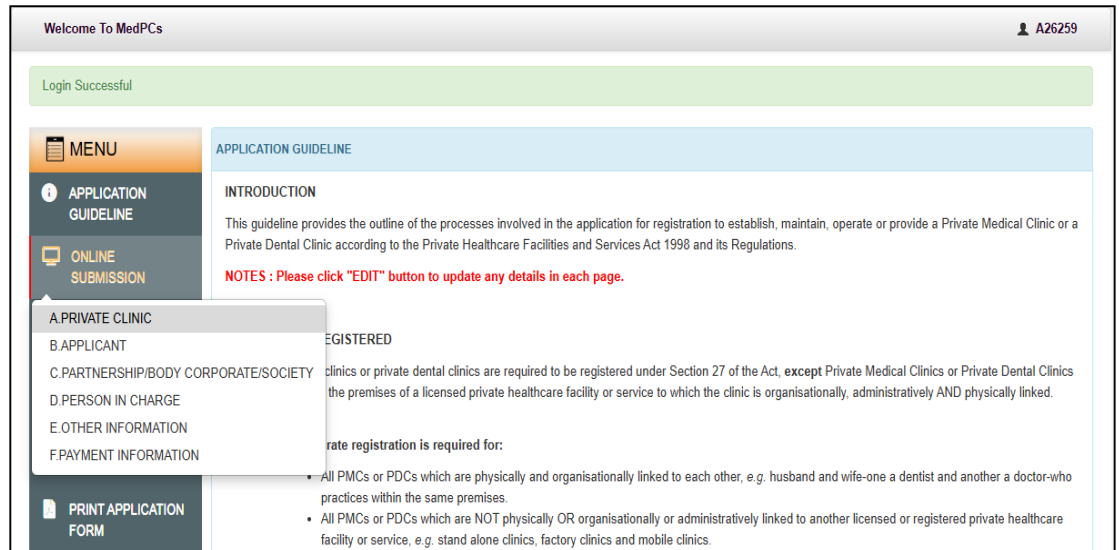 Welcome To MedPCs
A26259
Login Successful
MENU
APPLICATION
GUIDELINE
ONLINE
SUBMISSION
A.PRIVATE CLINIC
B.APPLICANT
C.PARTNERSHIP/BODY CORPORATE/SOCIETY
D.PERSON IN CHARGE
E.OTHER INFORMATION
F.PAYMENT INFORMATION
PRINT APPLICATION
FORM
APPLICATION GUIDELINE
INTRODUCTION
This guideline provides the outline of the processes involved in the application for registration to establish, maintain, operate or provide a Private Medical Clinic or a
Private Dental Clinic according to the Private Healthcare Facilities and Services Act 1998 and its Regulations.
NOTES : Please click "EDIT" button to update any details in each page.
EGISTERED
clinics or private dental clinics are required to be registered under Section 27 of the Act, except Private Medical Clinics or Private Dental Clinics
the premises of a licensed private healthcare facility or service to which the clinic is organisationally, administratively AND physically linked.
rate registration is required for:
• All PMCs or PDCs which are physically and organisationally linked to each other, e.g. husband and wife-one a dentist and another a doctor-who
practices within the same premises.
• All PMCs or PDCs which are NOT physically OR organisationally or administratively linked to another licensed or registered private healthcare
facility or service, e.g. stand alone clinics, factory clinics and mobile clinics.